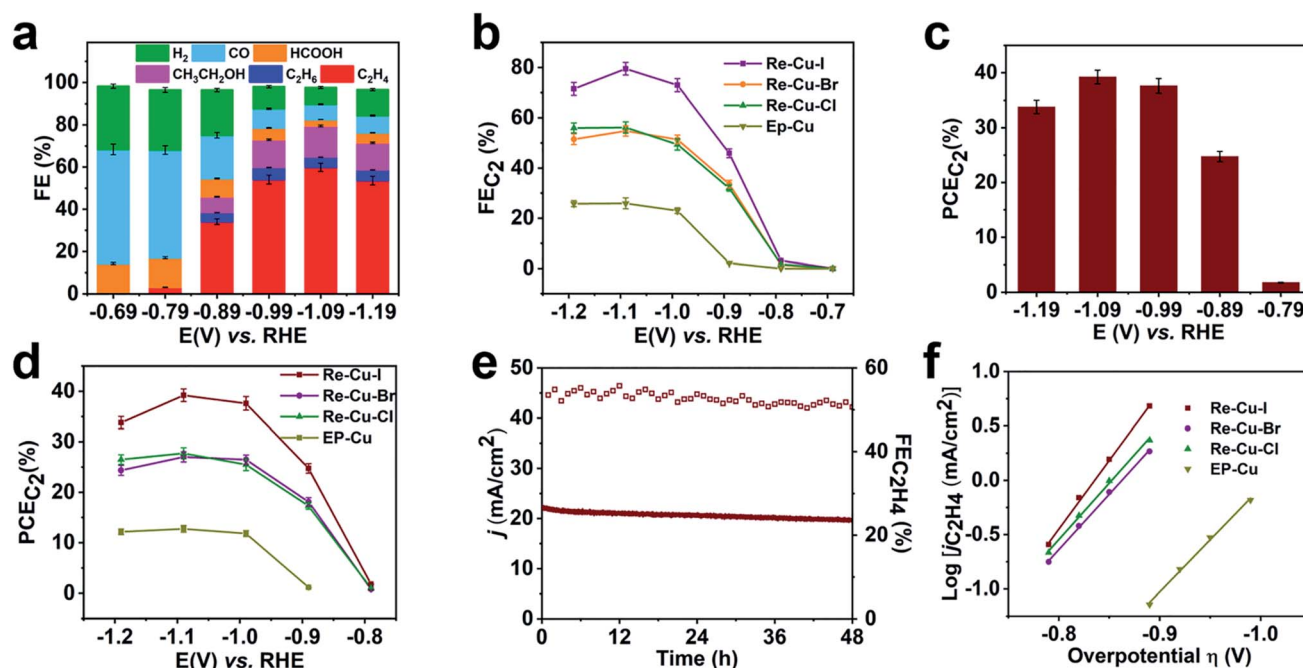 a
H2 CO HCOOH
CH3CH2OH C2H6 C2H4
FE (%)
100
80
60
40
20
0
-0.69 -0.79 -0.89 -0.99 -1.09 -1.19
E(V) vs. RHE
b
FEC2 (%)
80
60
40
20
0
Re-Cu-I
Re-Cu-Br
Re-Cu-Cl
Ep-Cu
-1.2 -1.1 -1.0 -0.9 -0.8 -0.7
E(V) vs. RHE
c
PCEC2(%)
40
30
20
10
0
-1.19 -1.09 -0.99 -0.89 -0.79
E (V) vs. RHE
d
PCEC2(%)
40
30
20
10
0
Re-Cu-I
Re-Cu-Br
Re-Cu-Cl
EP-Cu
-1.2 -1.1 -1.0 -0.9 -0.8
E(V) vs. RHE
e
j (mA/cm2)
50
45
40
35
30
25
20
15
10
5
0
60
40
20
0
FEC2H4 (%)
0 12 24 36 48
Time (h)
f
Log [jC2H4 (mA/cm2)]
1.0
0.5
0.0
-0.5
-1.0
Re-Cu-I
Re-Cu-Br
Re-Cu-Cl
EP-Cu
-0.8 -0.9 -1.0
Overpotential η (V)